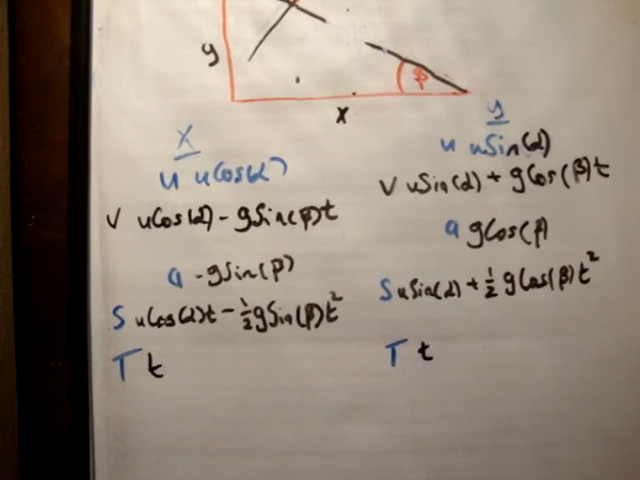 y
β
x
x
u uCos(α)
v uCos(α) - gSin(β)t
a -gSin(β)
S uCos(α)t - ½gSin(β)t²
T t
y
u uSin(α)
v uSin(α) + gCos(β)t
a gCos(β)
S uSin(α) + ½ gCos(β)t²
T t